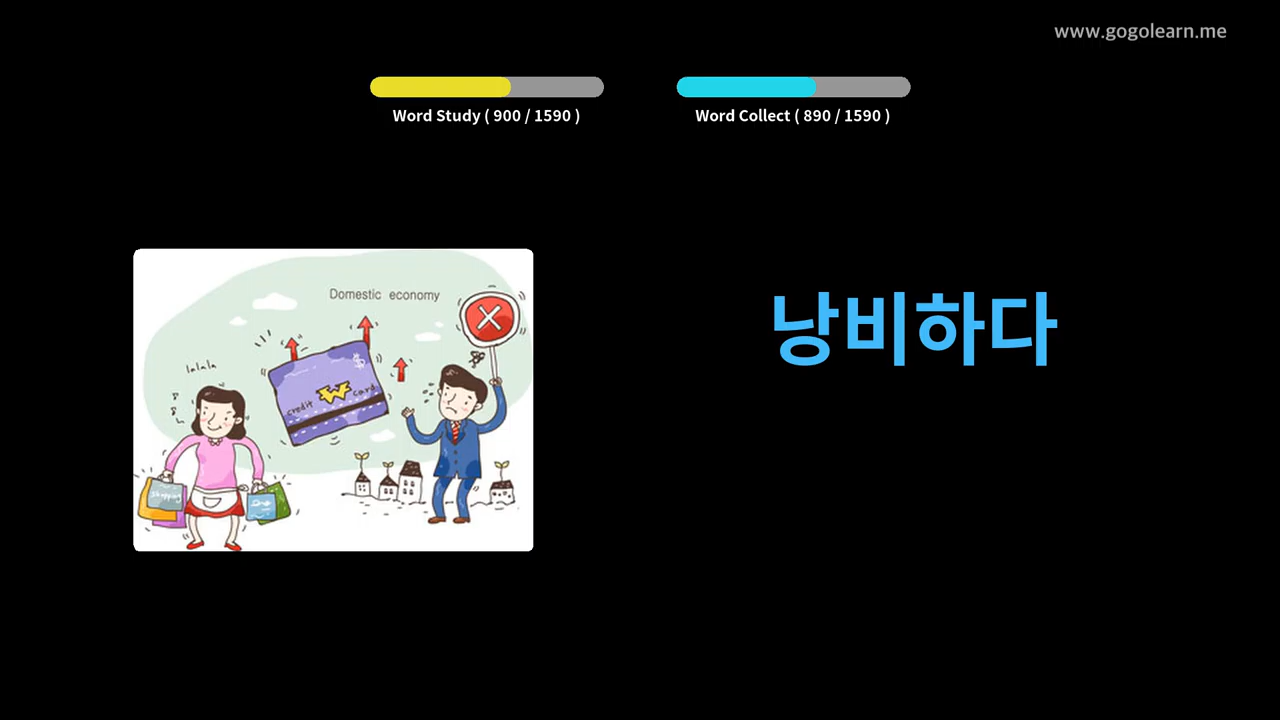 www.gogolearn.me
Word Study ( 900 / 1590 )
Word Collect ( 890 / 1590 )
Domestic economy
lalala
$
W
credit card
Shopping
낭비하다